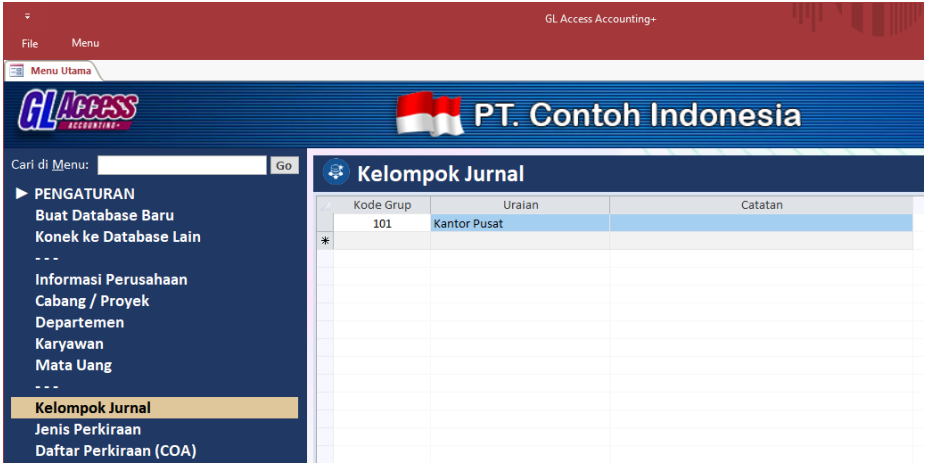 GL Access Accounting+
File Menu
Menu Utama
GL Access
ACCOUNTING+
PT. Contoh Indonesia
Cari di Menu: Go
► PENGATURAN
Buat Database Baru
Konek ke Database Lain
- - -
Informasi Perusahaan
Cabang / Proyek
Departemen
Karyawan
Mata Uang
- - -
Kelompok Jurnal
Jenis Perkiraan
Daftar Perkiraan (COA)
Kelompok Jurnal
Kode Grup Uraian Catatan
101 Kantor Pusat